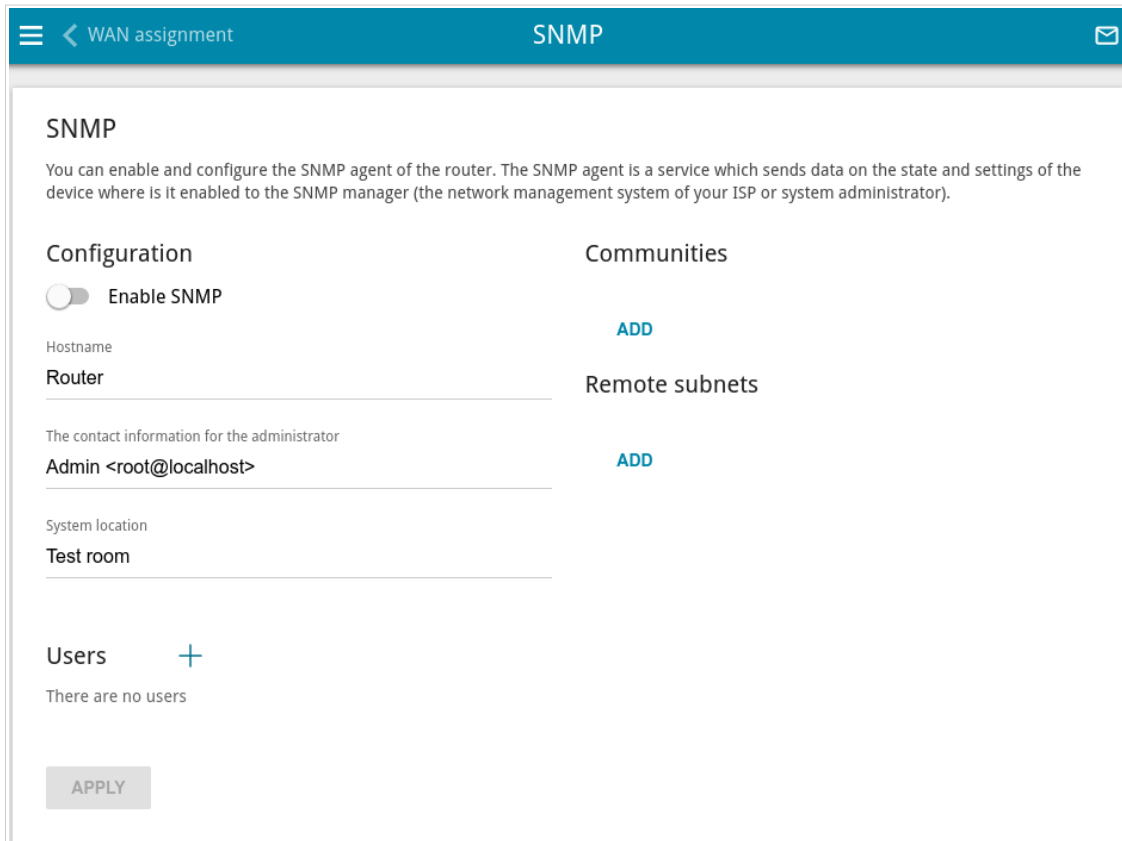 WAN assignment
SNMP
SNMP
You can enable and configure the SNMP agent of the router. The SNMP agent is a service which sends data on the state and settings of the
device where is it enabled to the SNMP manager (the network management system of your ISP or system administrator).
Configuration
Enable SNMP
Hostname
Router
The contact information for the administrator
Admin <root@localhost>
System location
Test room
Users
There are no users
APPLY
Communities
ADD
Remote subnets
ADD